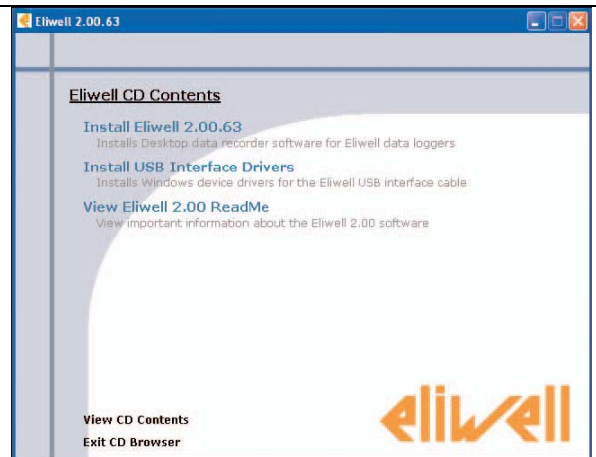 Eliwell 2.00.63
Eliwell CD Contents
Install Eliwell 2.00.63
Installs Desktop data recorder software for Eliwell data loggers
Install USB Interface Drivers
Installs Windows device drivers for the Eliwell USB interface cable
View Eliwell 2.00 ReadMe
View important information about the Eliwell 2.00 software
View CD Contents
Exit CD Browser
eliwell